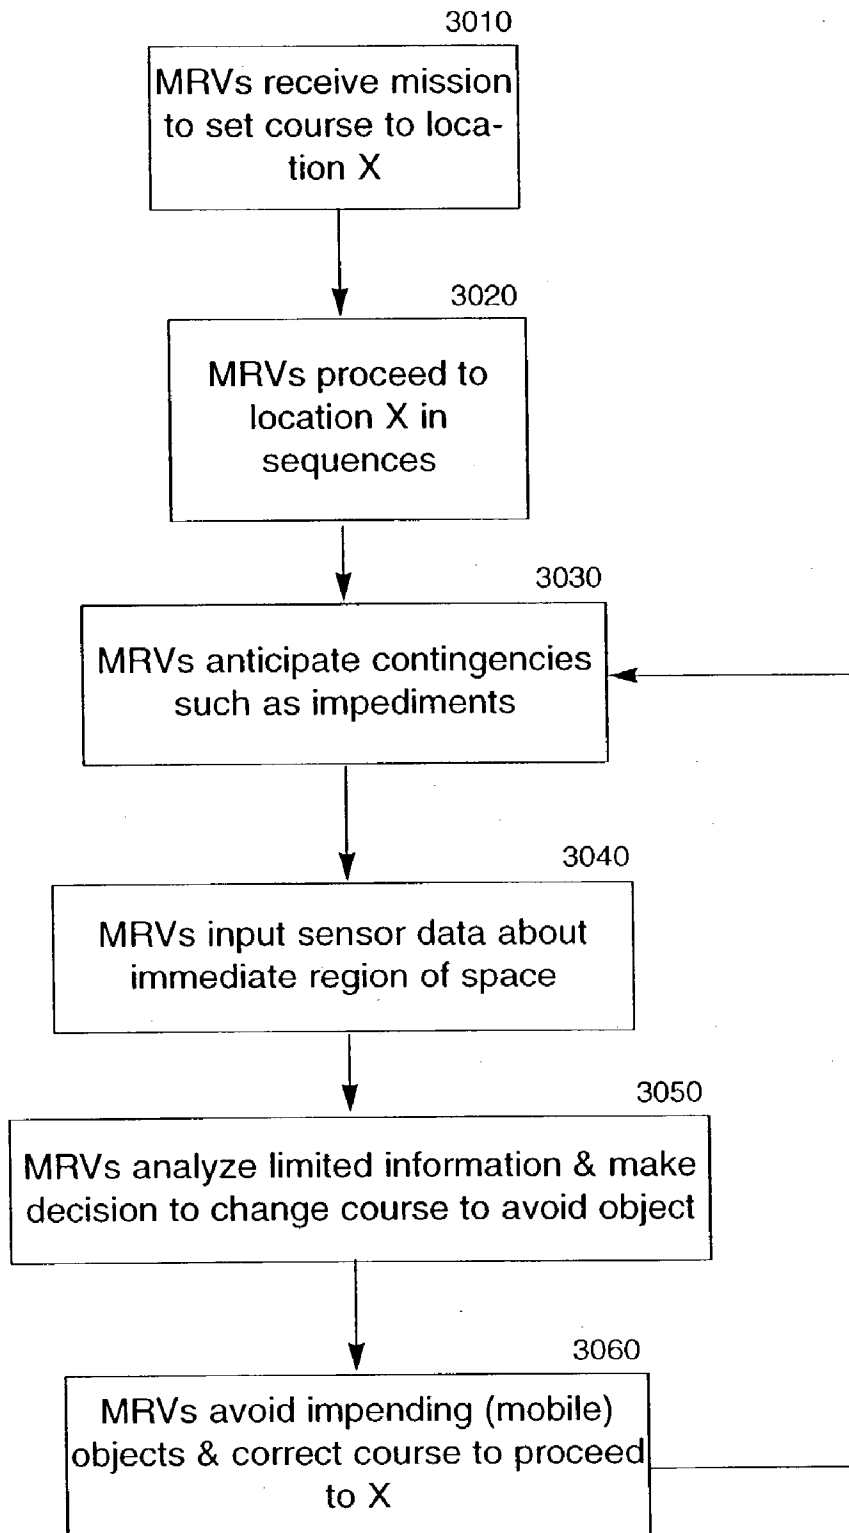 3010
MRVs receive mission
to set course to loca-
tion X
3020
MRVs proceed to
location X in
sequences
3030
MRVs anticipate contingencies
such as impediments
3040
MRVs input sensor data about
immediate region of space
3050
MRVs analyze limited information & make
decision to change course to avoid object
3060
MRVs avoid impending (mobile)
objects & correct course to proceed
to X